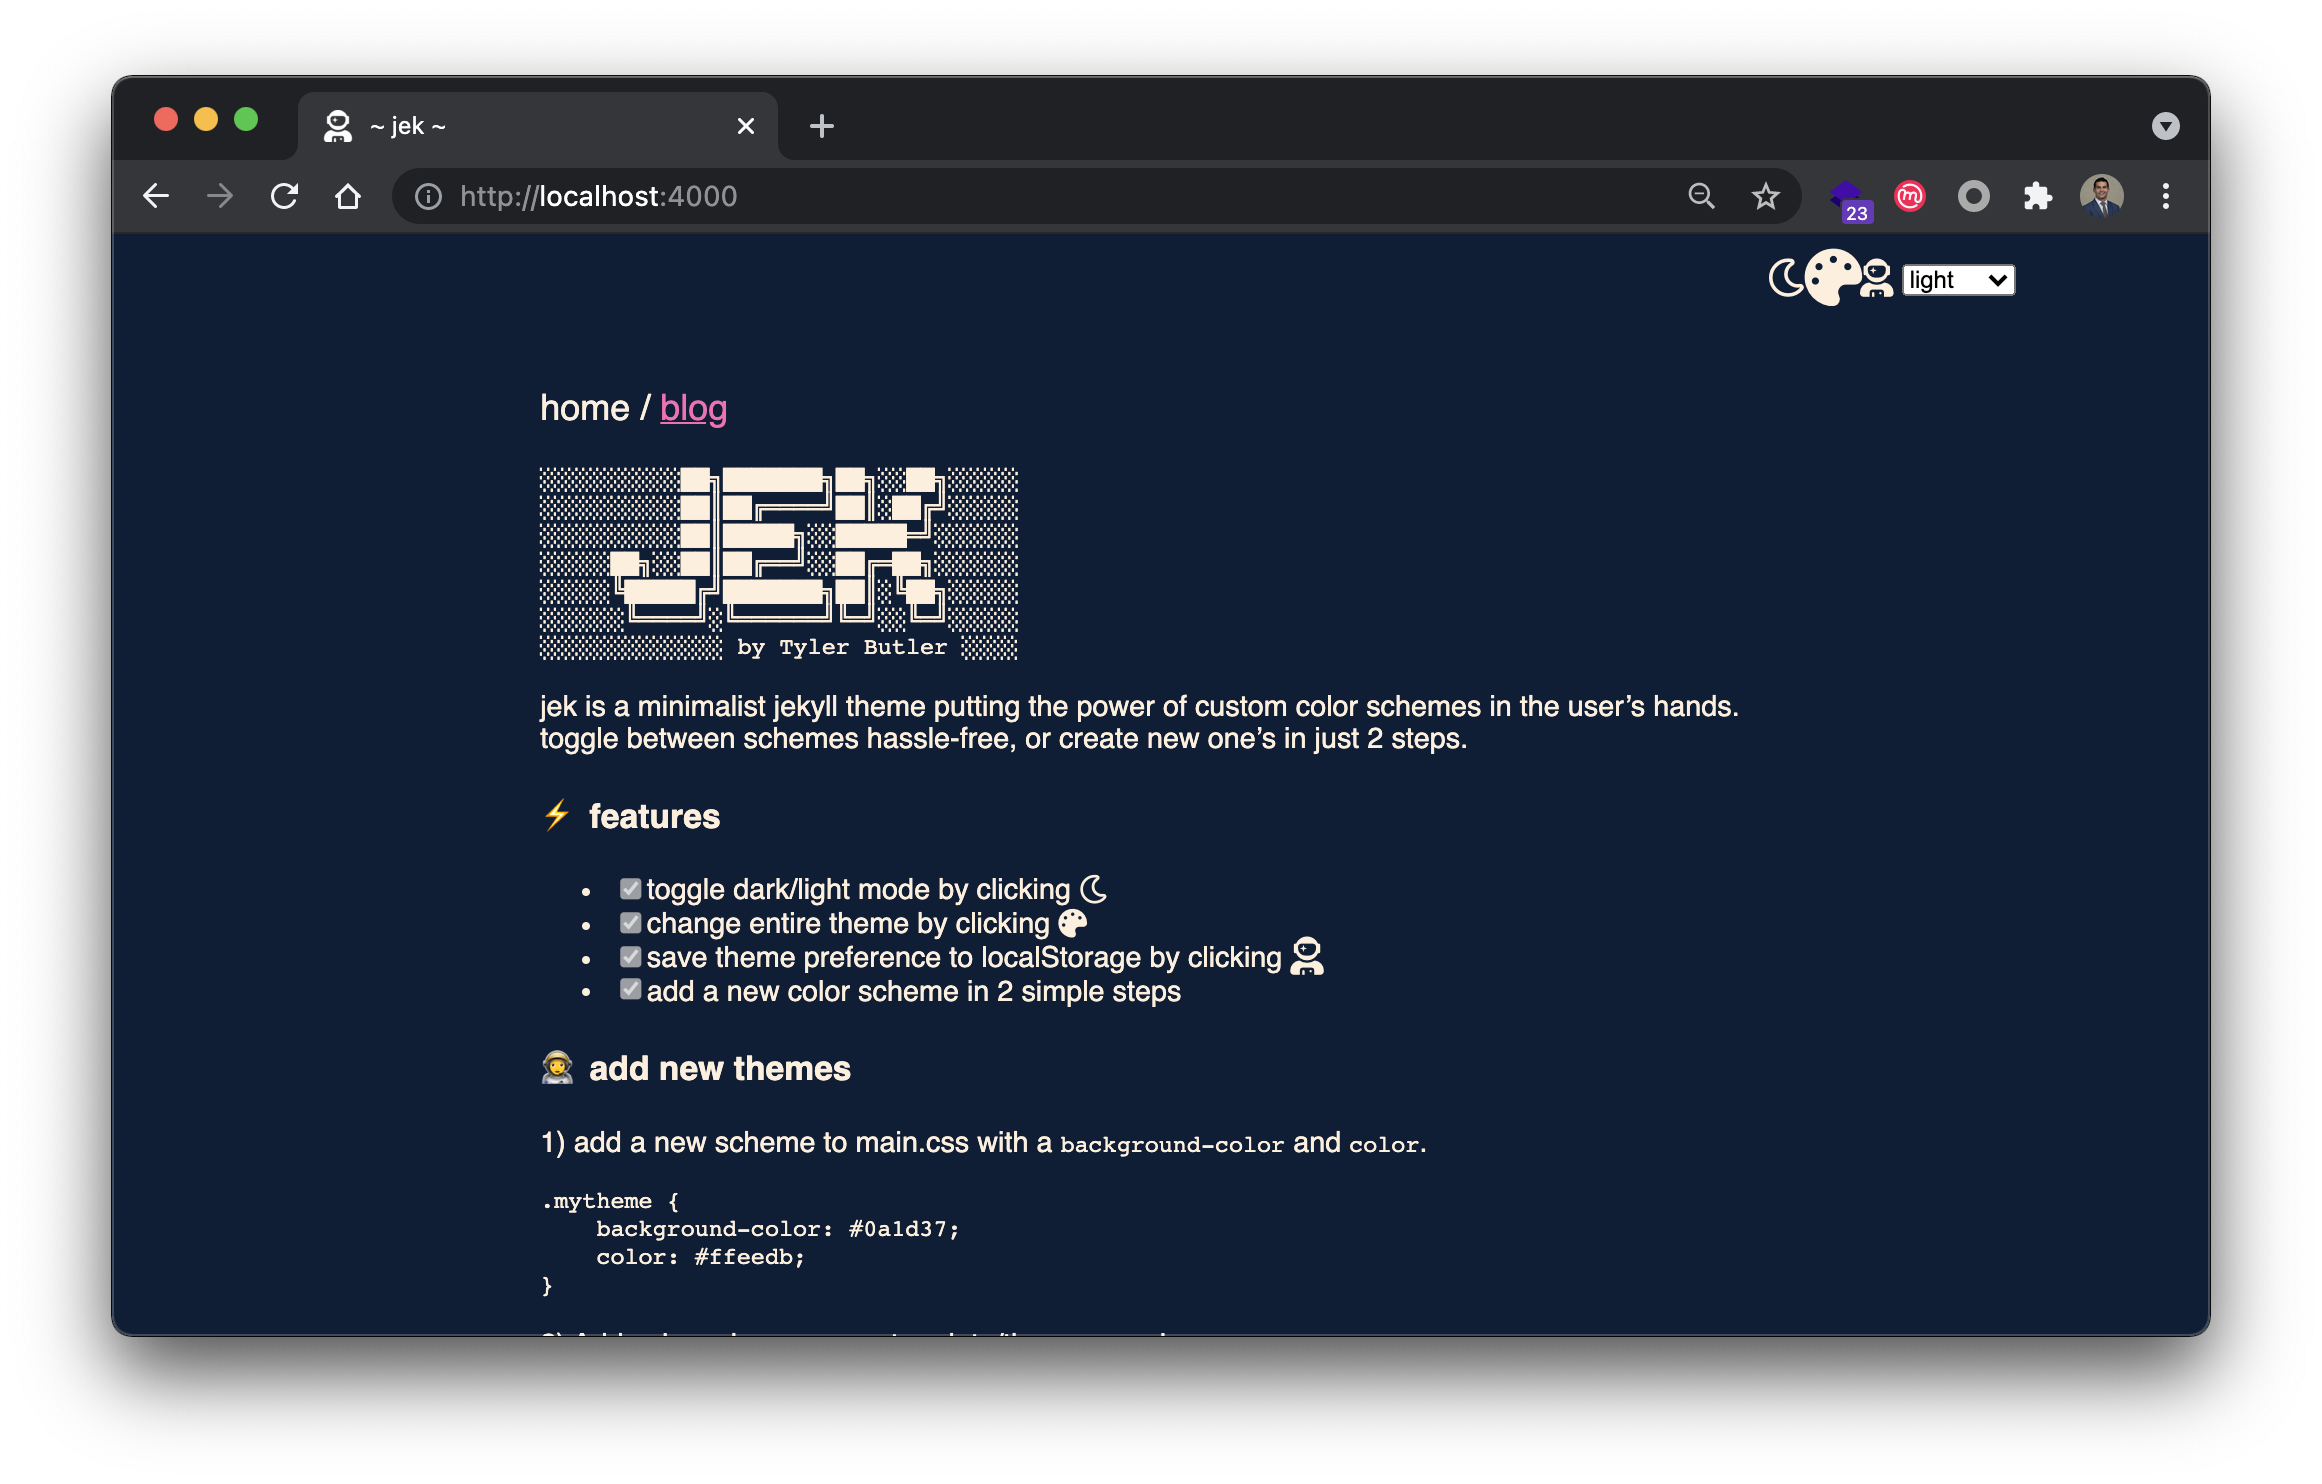 ~ jek ~
http://localhost:4000
23
light
home / blog
JEK
by Tyler Butler
jek is a minimalist jekyll theme putting the power of custom color schemes in the user’s hands.
toggle between schemes hassle-free, or create new one’s in just 2 steps.
⚡ features
toggle dark/light mode by clicking
change entire theme by clicking
save theme preference to localStorage by clicking
add a new color scheme in 2 simple steps
add new themes
1) add a new scheme to main.css with a background-color and color.
.mytheme {
    background-color: #0a1d37;
    color: #ffeedb;
}